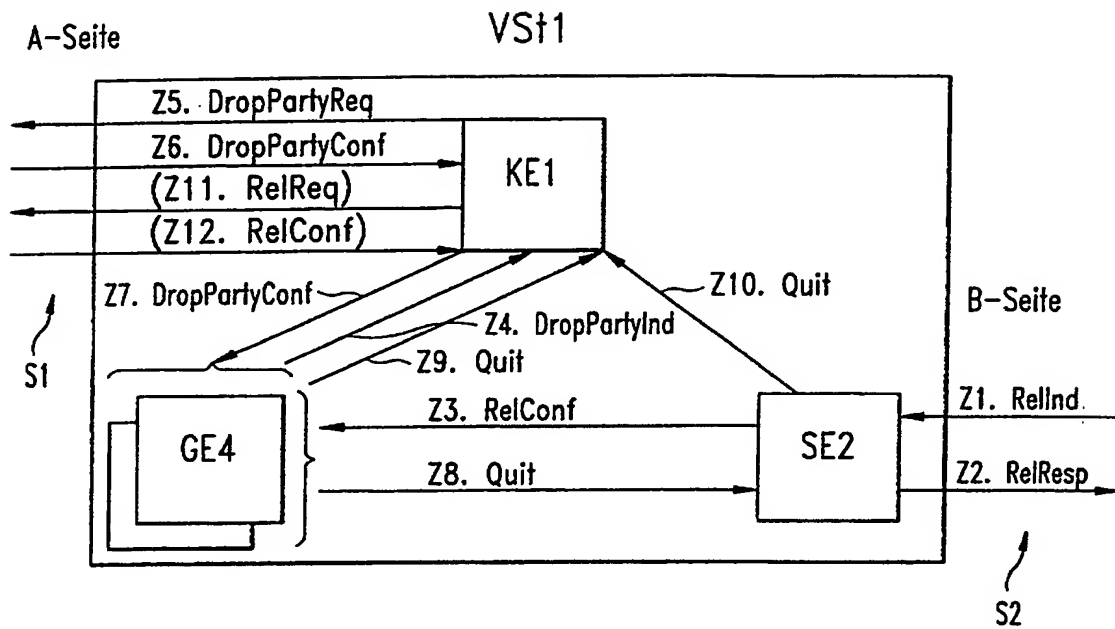 A-Seite
VSt1
Z5. DropPartyReq
Z6. DropPartyConf
(Z11. RelReq)
(Z12. RelConf)
KE1
Z7. DropPartyConf
Z10. Quit
B-Seite
Z4. DropPartyInd
S1
Z9. Quit
Z3. RelConf
Z1. RelInd
GE4
SE2
Z8. Quit
Z2. RelResp
S2